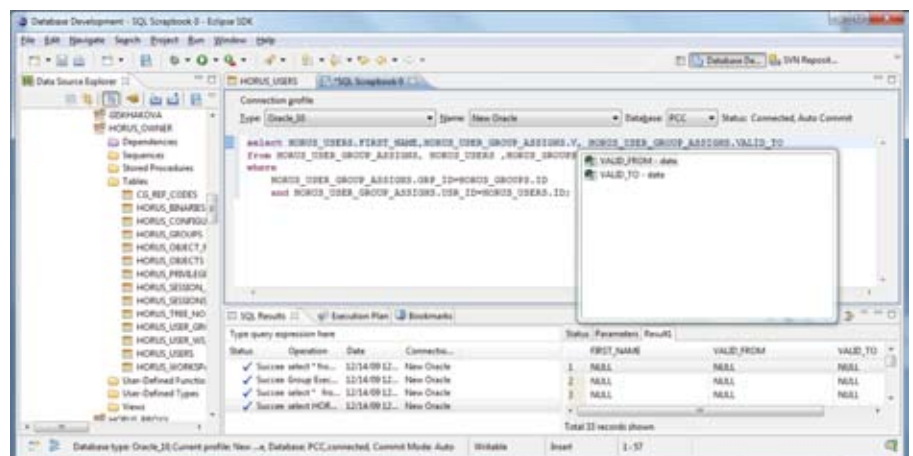 Database Development - SQL Scrapbook 0 - Eclipse SDK
File Edit Navigate Search Project Run Window Help
Database De... SVN Reposit...
Data Source Explorer
GISKHAKOVA
HORUS_OWNER
Dependencies
Sequences
Stored Procedures
Tables
CG_REF_CODES
HORUS_BINARIES
HORUS_CONFIGU
HORUS_GROUPS
HORUS_OBJECT_
HORUS_OBJECTS
HORUS_PRIVILEGE
HORUS_SESSION_
HORUS_SESSIONS
HORUS_TREE_NO
HORUS_USER_GR
HORUS_USER_WS
HORUS_USERS
HORUS_WORKSP
User-Defined Functio
User-Defined Types
Views
HORUS_USERS *SQL Scrapbook 0
Connection profile
Type: Oracle_10 Name: New Oracle Database: PCC Status: Connected, Auto Commit
select HORUS_USERS.FIRST_NAME,HORUS_USER_GROUP_ASSIGNS.V, HORUS_USER_GROUP_ASSIGNS.VALID_TO
from HORUS_USER_GROUP_ASSIGNS, HORUS_USERS ,HORUS_GROUPS
where
HORUS_USER_GROUP_ASSIGNS.GRP_ID=HORUS_GROUPS.ID
and HORUS_USER_GROUP_ASSIGNS.USR_ID=HORUS_USERS.ID;
VALID_FROM - date
VALID_TO - date
SQL Results Execution Plan Bookmarks
Type query expression here
Status Operation Date Connectio...
Succee select * fro... 12/14/09 12... New Oracle
Succee Group Exec... 12/14/09 12... New Oracle
Succee select * fro... 12/14/09 12... New Oracle
Succee select HOR... 12/14/09 12... New Oracle
Status Parameters Result1
FIRST_NAME VALID_FROM VALID_TO
1 NULL NULL NULL
2 NULL NULL NULL
3 NULL NULL NULL
Total 33 records shown
Database type: Oracle_10;Current profile: New ...e, Database: PCC,connected, Commit Mode: Auto Writable Insert 1 : 57